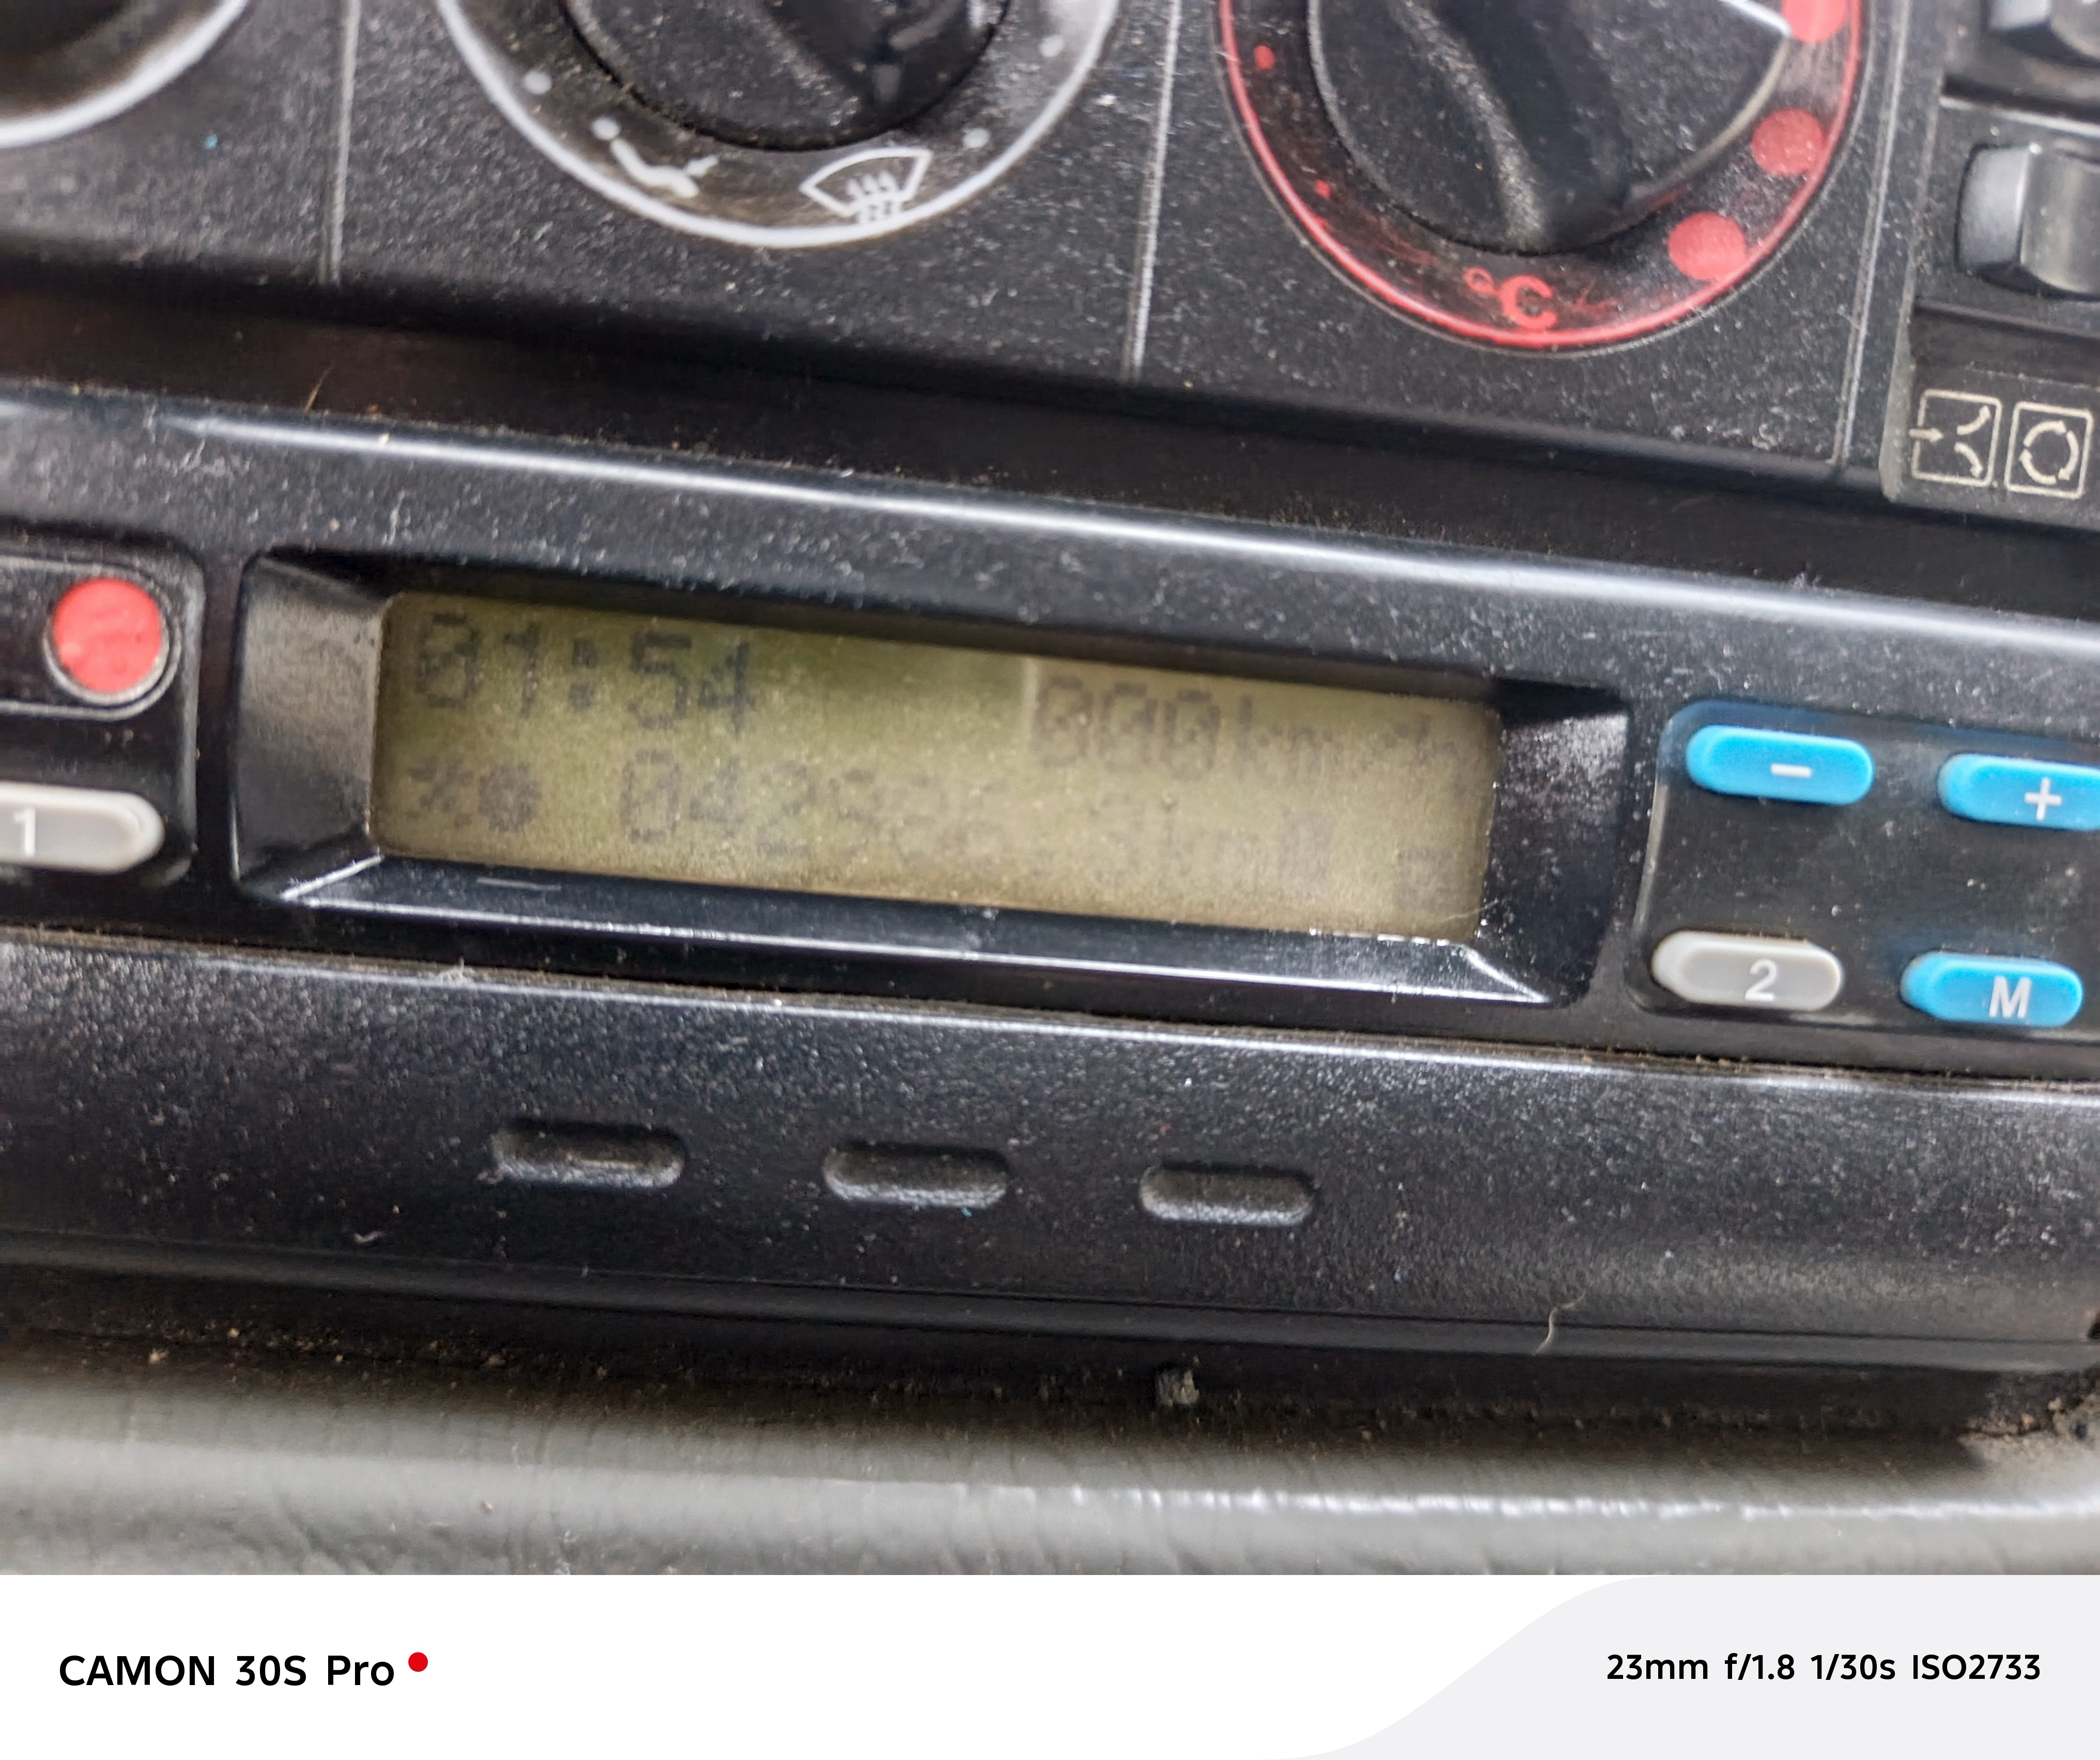 °C
01:54
000km/h
1
- +
2 M
CAMON 30S Pro
23mm f/1.8 1/30s ISO2733